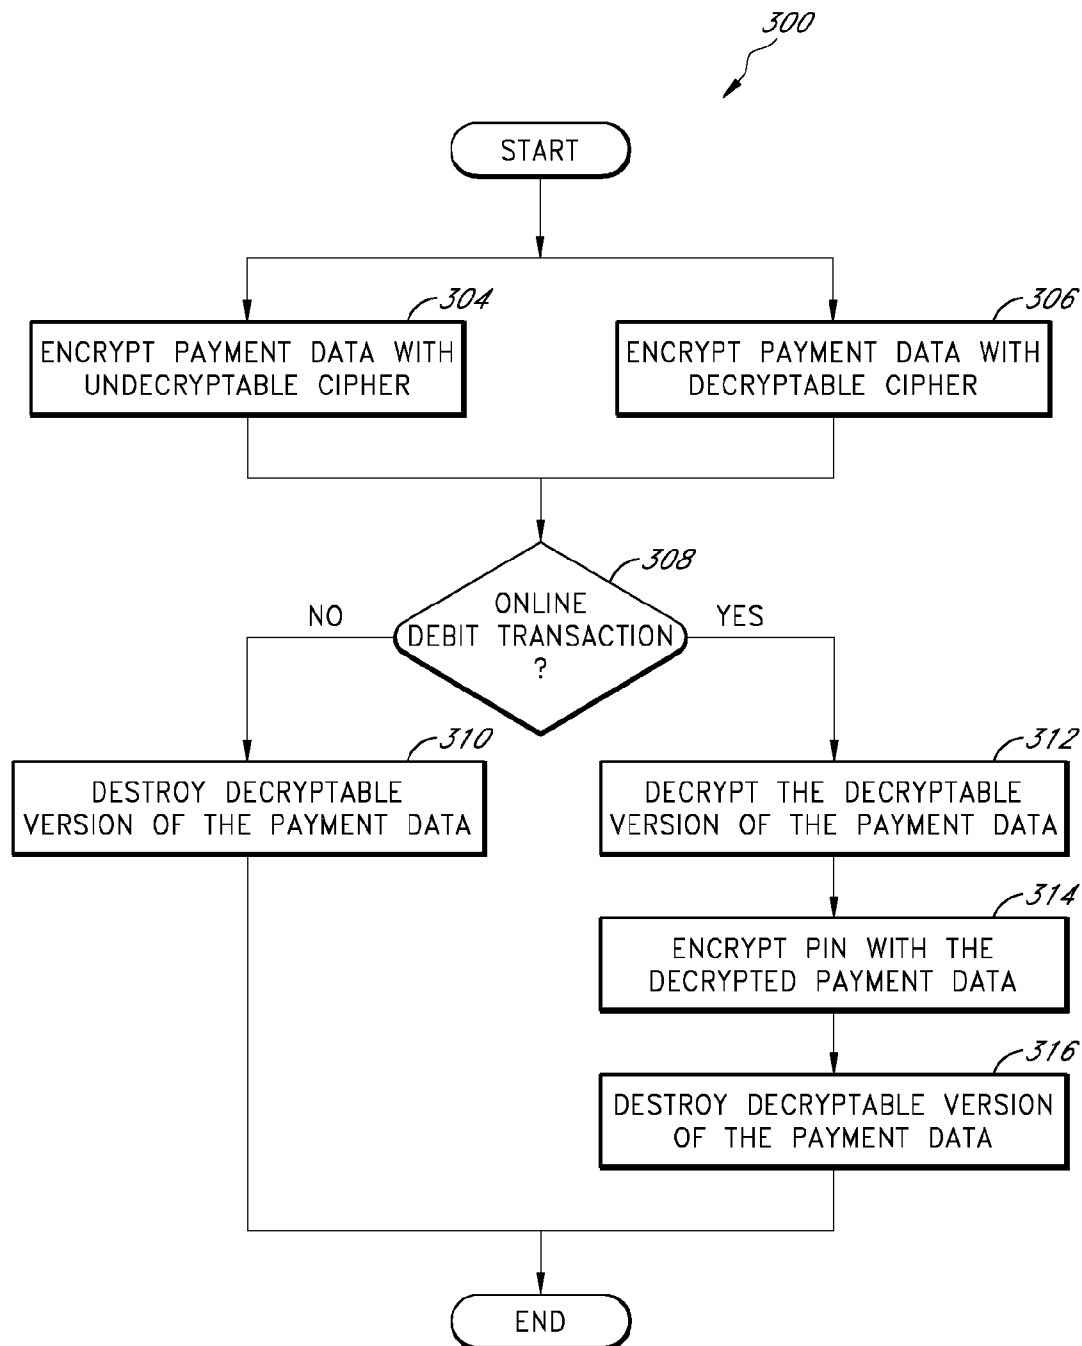 300
START
304
306
ENCRYPT PAYMENT DATA WITH
UNDECRYPTABLE CIPHER
ENCRYPT PAYMENT DATA WITH
DECRYPTABLE CIPHER
308
ONLINE
DEBIT TRANSACTION
?
NO
YES
310
312
DESTROY DECRYPTABLE
VERSION OF THE PAYMENT DATA
DECRYPT THE DECRYPTABLE
VERSION OF THE PAYMENT DATA
314
ENCRYPT PIN WITH THE
DECRYPTED PAYMENT DATA
316
DESTROY DECRYPTABLE VERSION
OF THE PAYMENT DATA
END